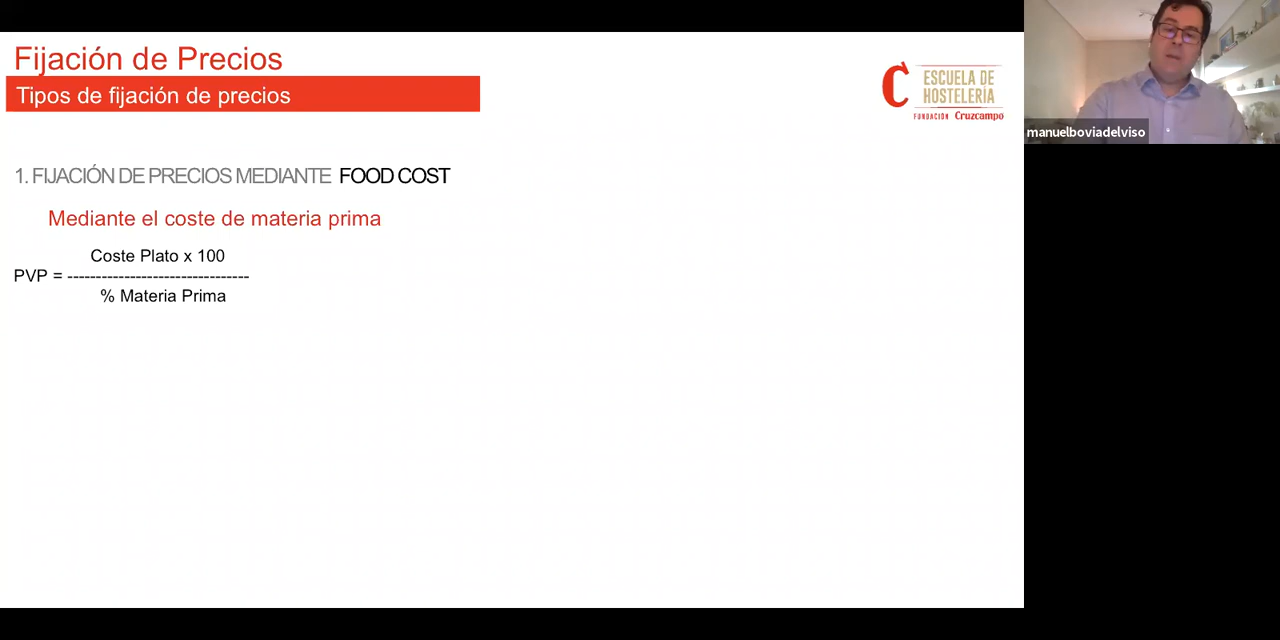 Fijación de Precios
Tipos de fijación de precios
ESCUELA DE
HOSTELERÍA
FUNDACIÓN Cruzcampo
manuelboviadelviso
1. FIJACIÓN DE PRECIOS MEDIANTE FOOD COST
Mediante el coste de materia prima
Coste Plato x 100
PVP = --------------------------------
% Materia Prima